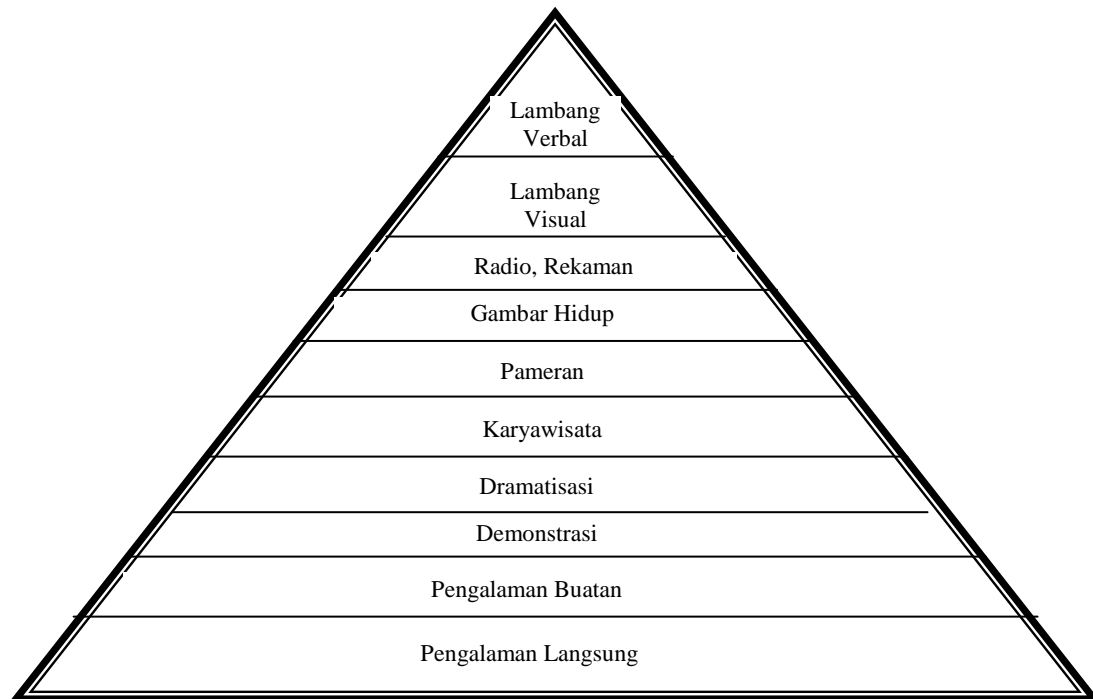 Lambang
Verbal
Lambang
Visual
Radio, Rekaman
Gambar Hidup
Pameran
Karyawisata
Dramatisasi
Demonstrasi
Pengalaman Buatan
Pengalaman Langsung